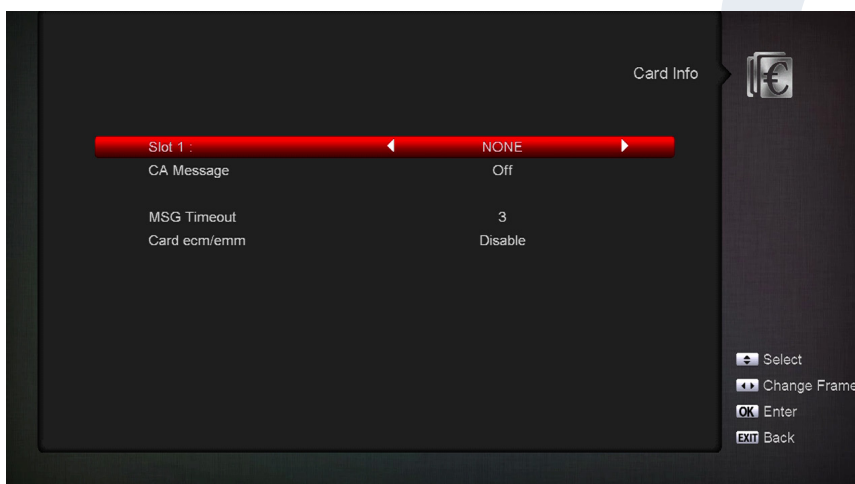 Card Info
€
Slot 1 : NONE
CA Message Off
MSG Timeout 3
Card ecm/emm Disable
Select
Change Frame
OK Enter
EXIT Back